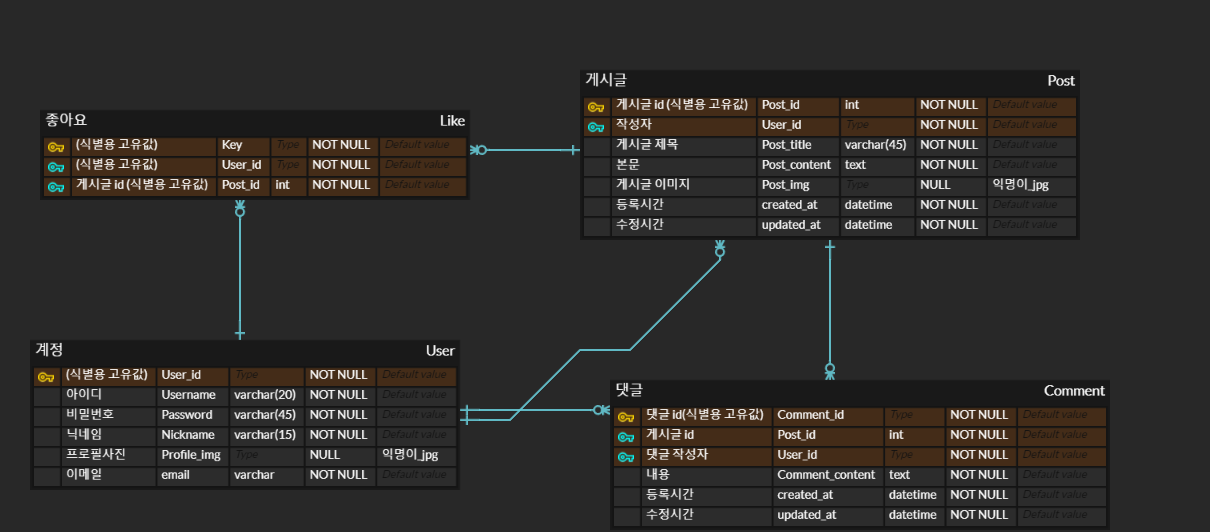 게시글 Post
게시글 id (식별용 고유값) Post_id int NOT NULL Default value
작성자 User_id Type NOT NULL Default value
게시글 제목 Post_title varchar(45) NOT NULL Default value
본문 Post_content text NOT NULL Default value
게시글 이미지 Post_img Type NULL 익명이_jpg
등록시간 created_at datetime NOT NULL Default value
수정시간 updated_at datetime NOT NULL Default value
좋아요 Like
(식별용 고유값) Key Type NOT NULL Default value
(식별용 고유값) User_id Type NOT NULL Default value
게시글 id (식별용 고유값) Post_id int NOT NULL Default value
계정 User
(식별용 고유값) User_id Type NOT NULL Default value
아이디 Username varchar(20) NOT NULL Default value
비밀번호 Password varchar(45) NOT NULL Default value
닉네임 Nickname varchar(15) NOT NULL Default value
프로필사진 Profile_img Type NULL 익명이_jpg
이메일 email varchar NOT NULL Default value
댓글 Comment
댓글 id(식별용 고유값) Comment_id Type NOT NULL Default value
게시글 id Post_id int NOT NULL Default value
댓글 작성자 User_id Type NOT NULL Default value
내용 Comment_content text NOT NULL Default value
등록시간 created_at datetime NOT NULL Default value
수정시간 updated_at datetime NOT NULL Default value